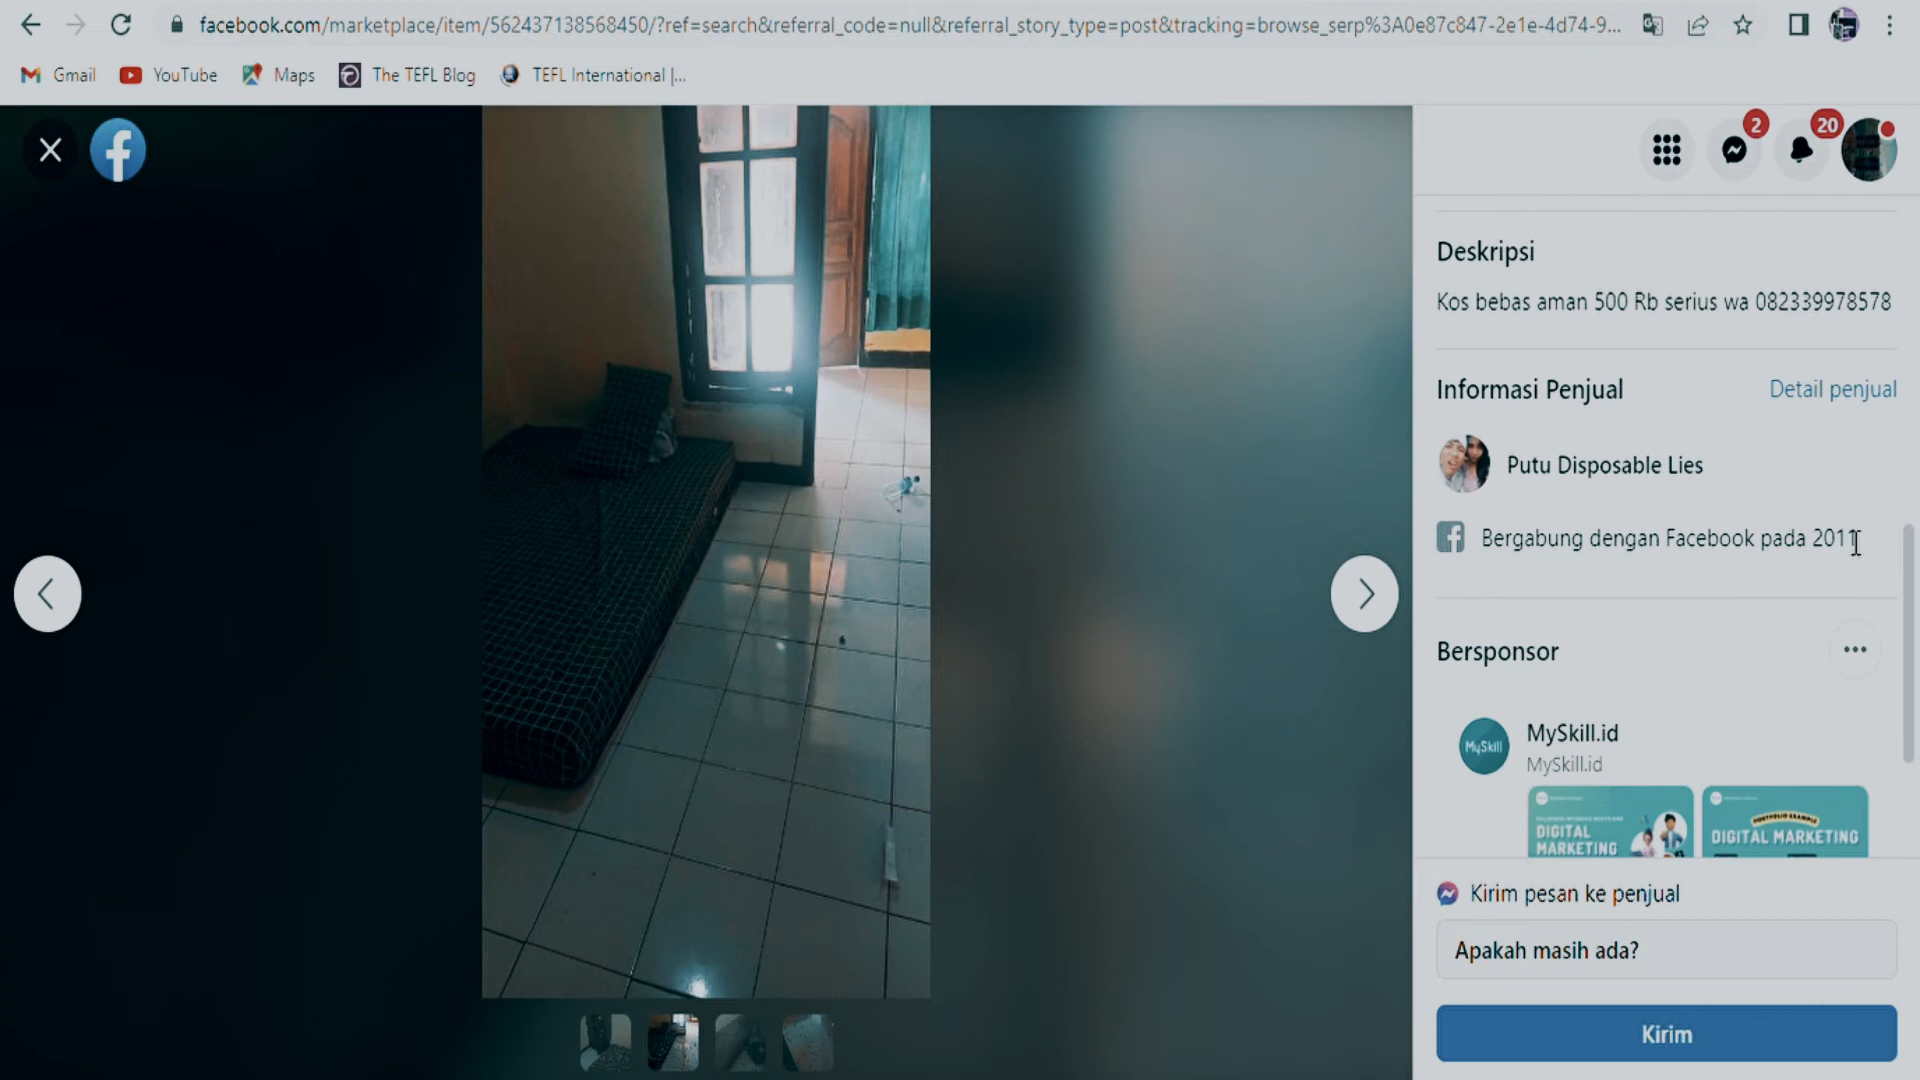 facebook.com/marketplace/item/562437138568450/?ref=search&referral_code=null&referral_story_type=post&tracking=browse_serp%3A0e87c847-2e1e-4d74-9...
Gmail
YouTube
Maps
The TEFL Blog
TEFL International |...
2
20
Deskripsi
Kos bebas aman 500 Rb serius wa 082339978578
Informasi Penjual
Detail penjual
Putu Disposable Lies
Bergabung dengan Facebook pada 2011
Bersponsor
MySkill
MySkill.id
MySkill.id
DIGITAL
MARKETING
PORTFOLIO EXAMPLE
DIGITAL MARKETING
Kirim pesan ke penjual
Apakah masih ada?
Kirim